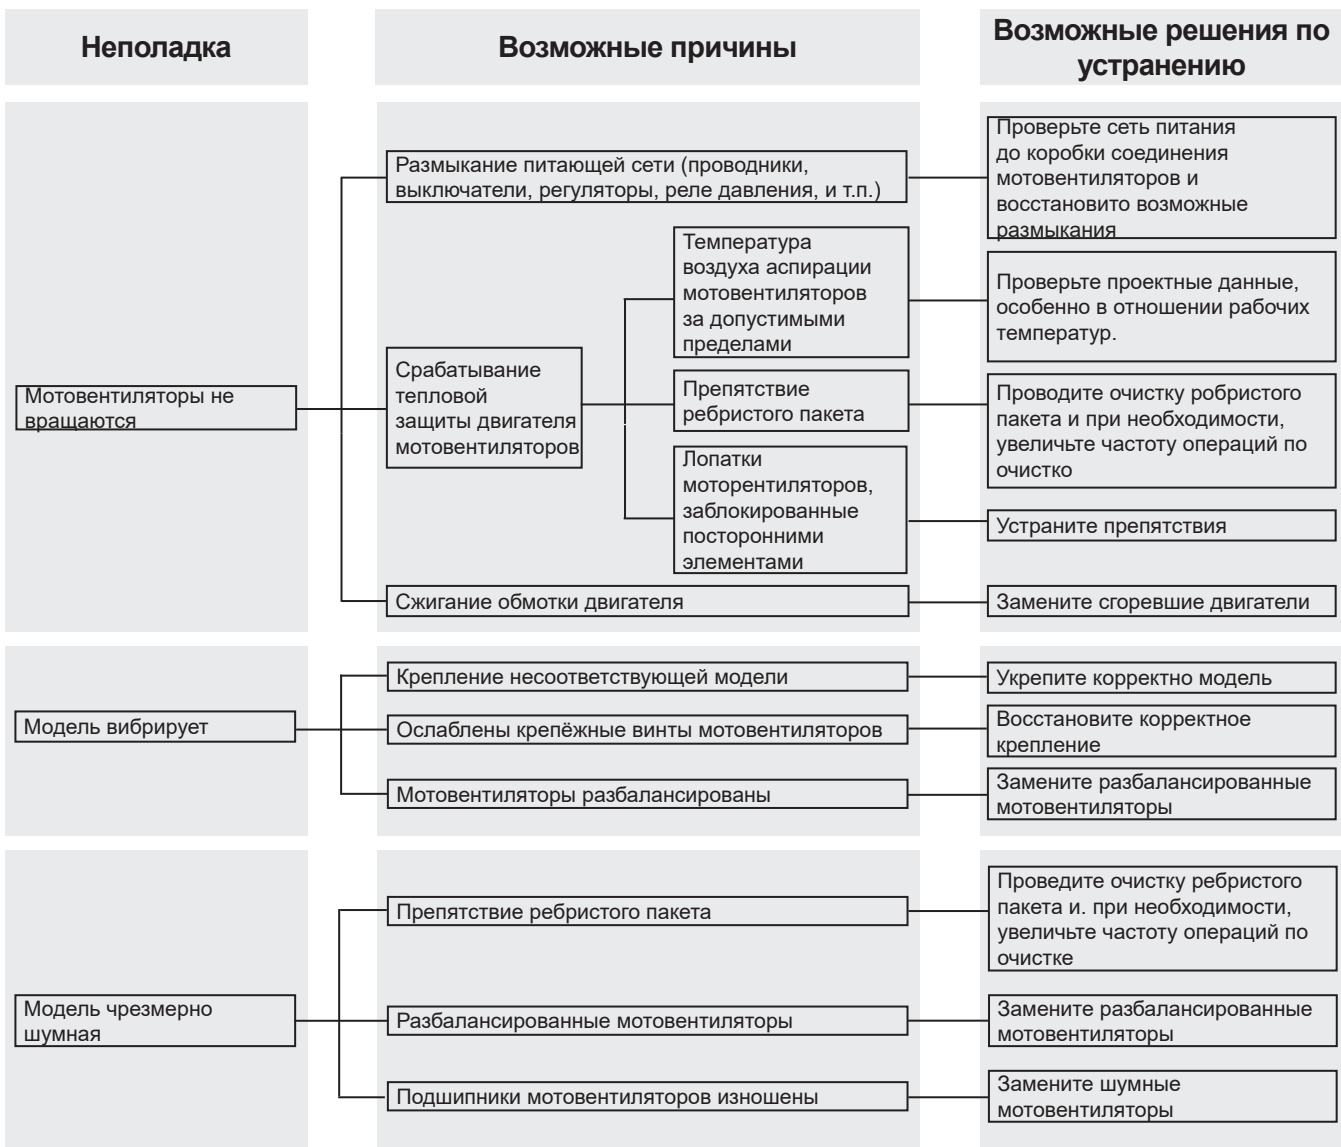 Неполадка
Возможные причины
Возможные решения по
устранению
Мотовентиляторы не
вращаются
Размыкание питающей сети (проводники,
выключатели, регуляторы, реле давления, и т.п.)
Проверьте сеть питания
до коробки соединения
мотовентиляторов и
восстановито возможные
размыкания
Срабатывание
тепловой
защиты двигателя
мотовентиляторов
Температура
воздуха аспирации
мотовентиляторов
за допустимыми
пределами
Проверьте проектные данные,
особенно в отношении рабочих
температур.
Препятствие
ребристого пакета
Проводите очистку робристого
пакета и при необходимости,
увеличьте частоту операций по
очистко
Лопатки
моторентиляторов,
заблокированные
посторонними
элементами
Устраните препятствия
Сжигание обмотки двигателя
Замените сгоревшие двигатели
Модель вибрирует
Крепление несоответствующей модели
Укрепите корректно модель
Ослаблены крепёжные винты мотовентиляторов
Восстановите корректное
крепление
Мотовентиляторы разбалансированы
Замените разбалансированные
мотовентиляторы
Модель чрезмерно
шумная
Препятствие ребристого пакета
Проведите очистку ребристого
пакета и. при необходимости,
увеличьте частоту операций по
очистке
Разбалансированные мотовентиляторы
Замените разбалансированные
мотовентиляторы
Подшипники мотовентиляторов изношены
Замените шумные
мотовентиляторы